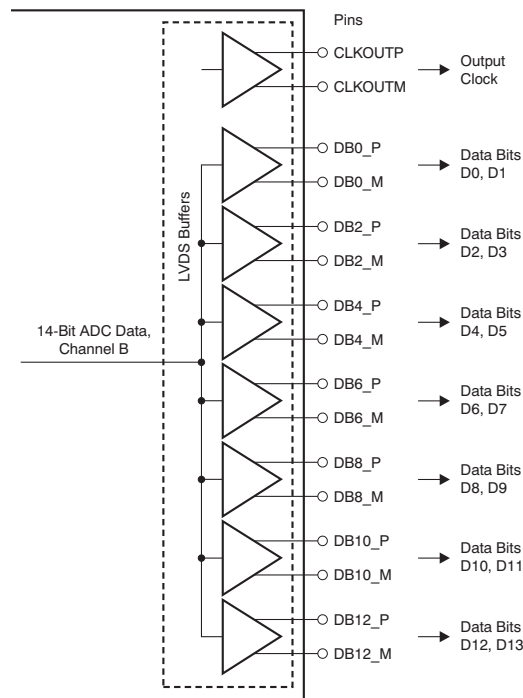 Pins
CLKOUTP
CLKOUTM
Output
Clock
DB0_P
DB0_M
Data Bits
D0, D1
LVDS Buffers
DB2_P
DB2_M
Data Bits
D2, D3
DB4_P
DB4_M
Data Bits
D4, D5
14-Bit ADC Data,
Channel B
DB6_P
DB6_M
Data Bits
D6, D7
DB8_P
DB8_M
Data Bits
D8, D9
DB10_P
DB10_M
Data Bits
D10, D11
DB12_P
DB12_M
Data Bits
D12, D13